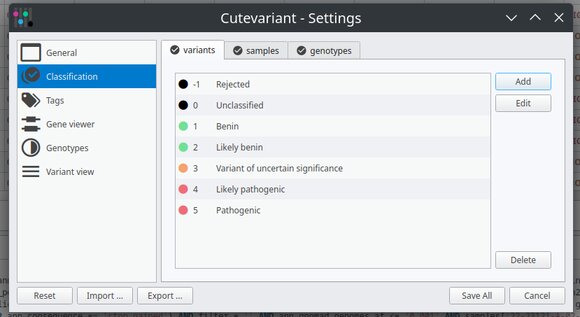 Cutevariant - Settings
General
Classification
Tags
Gene viewer
Genotypes
Variant view
variants samples genotypes
-1 Rejected
0 Unclassified
1 Benin
2 Likely benin
3 Variant of uncertain significance
4 Likely pathogenic
5 Pathogenic
Add
Edit
Delete
Reset Import ... Export ... Save All Cancel